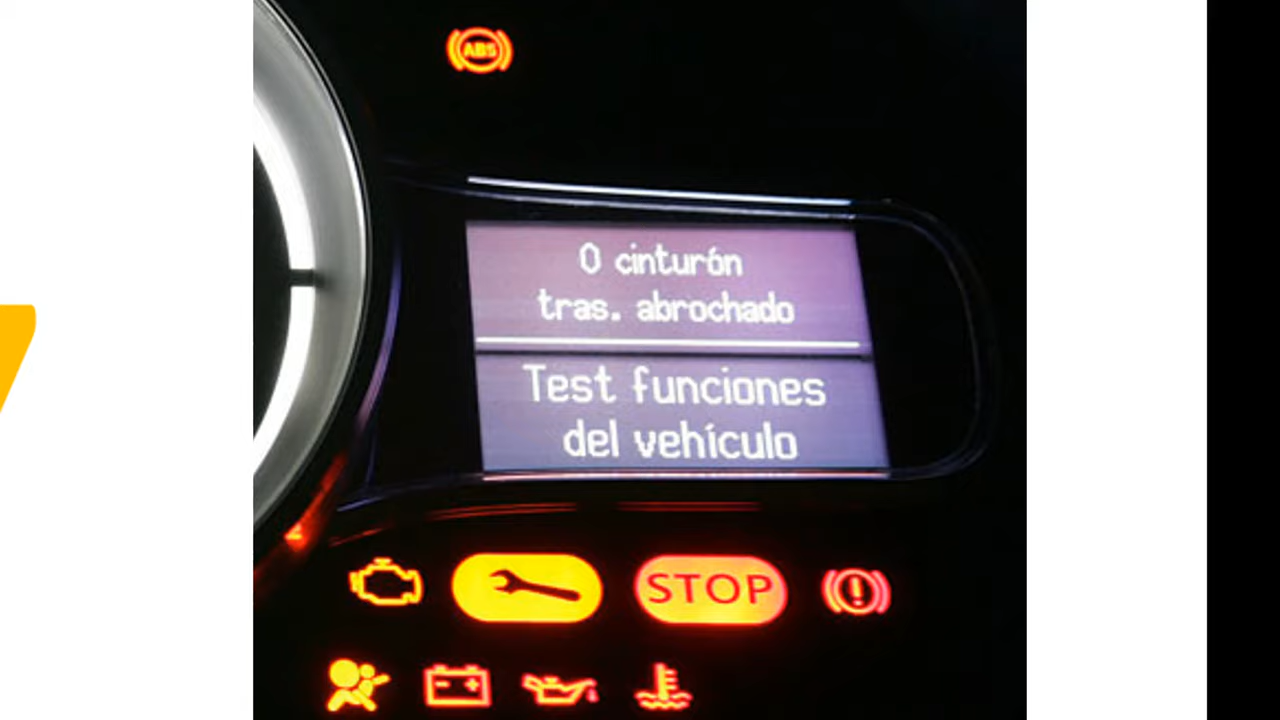 ABS
0 cinturón
tras. abrochado
Test funciones
del vehículo
STOP